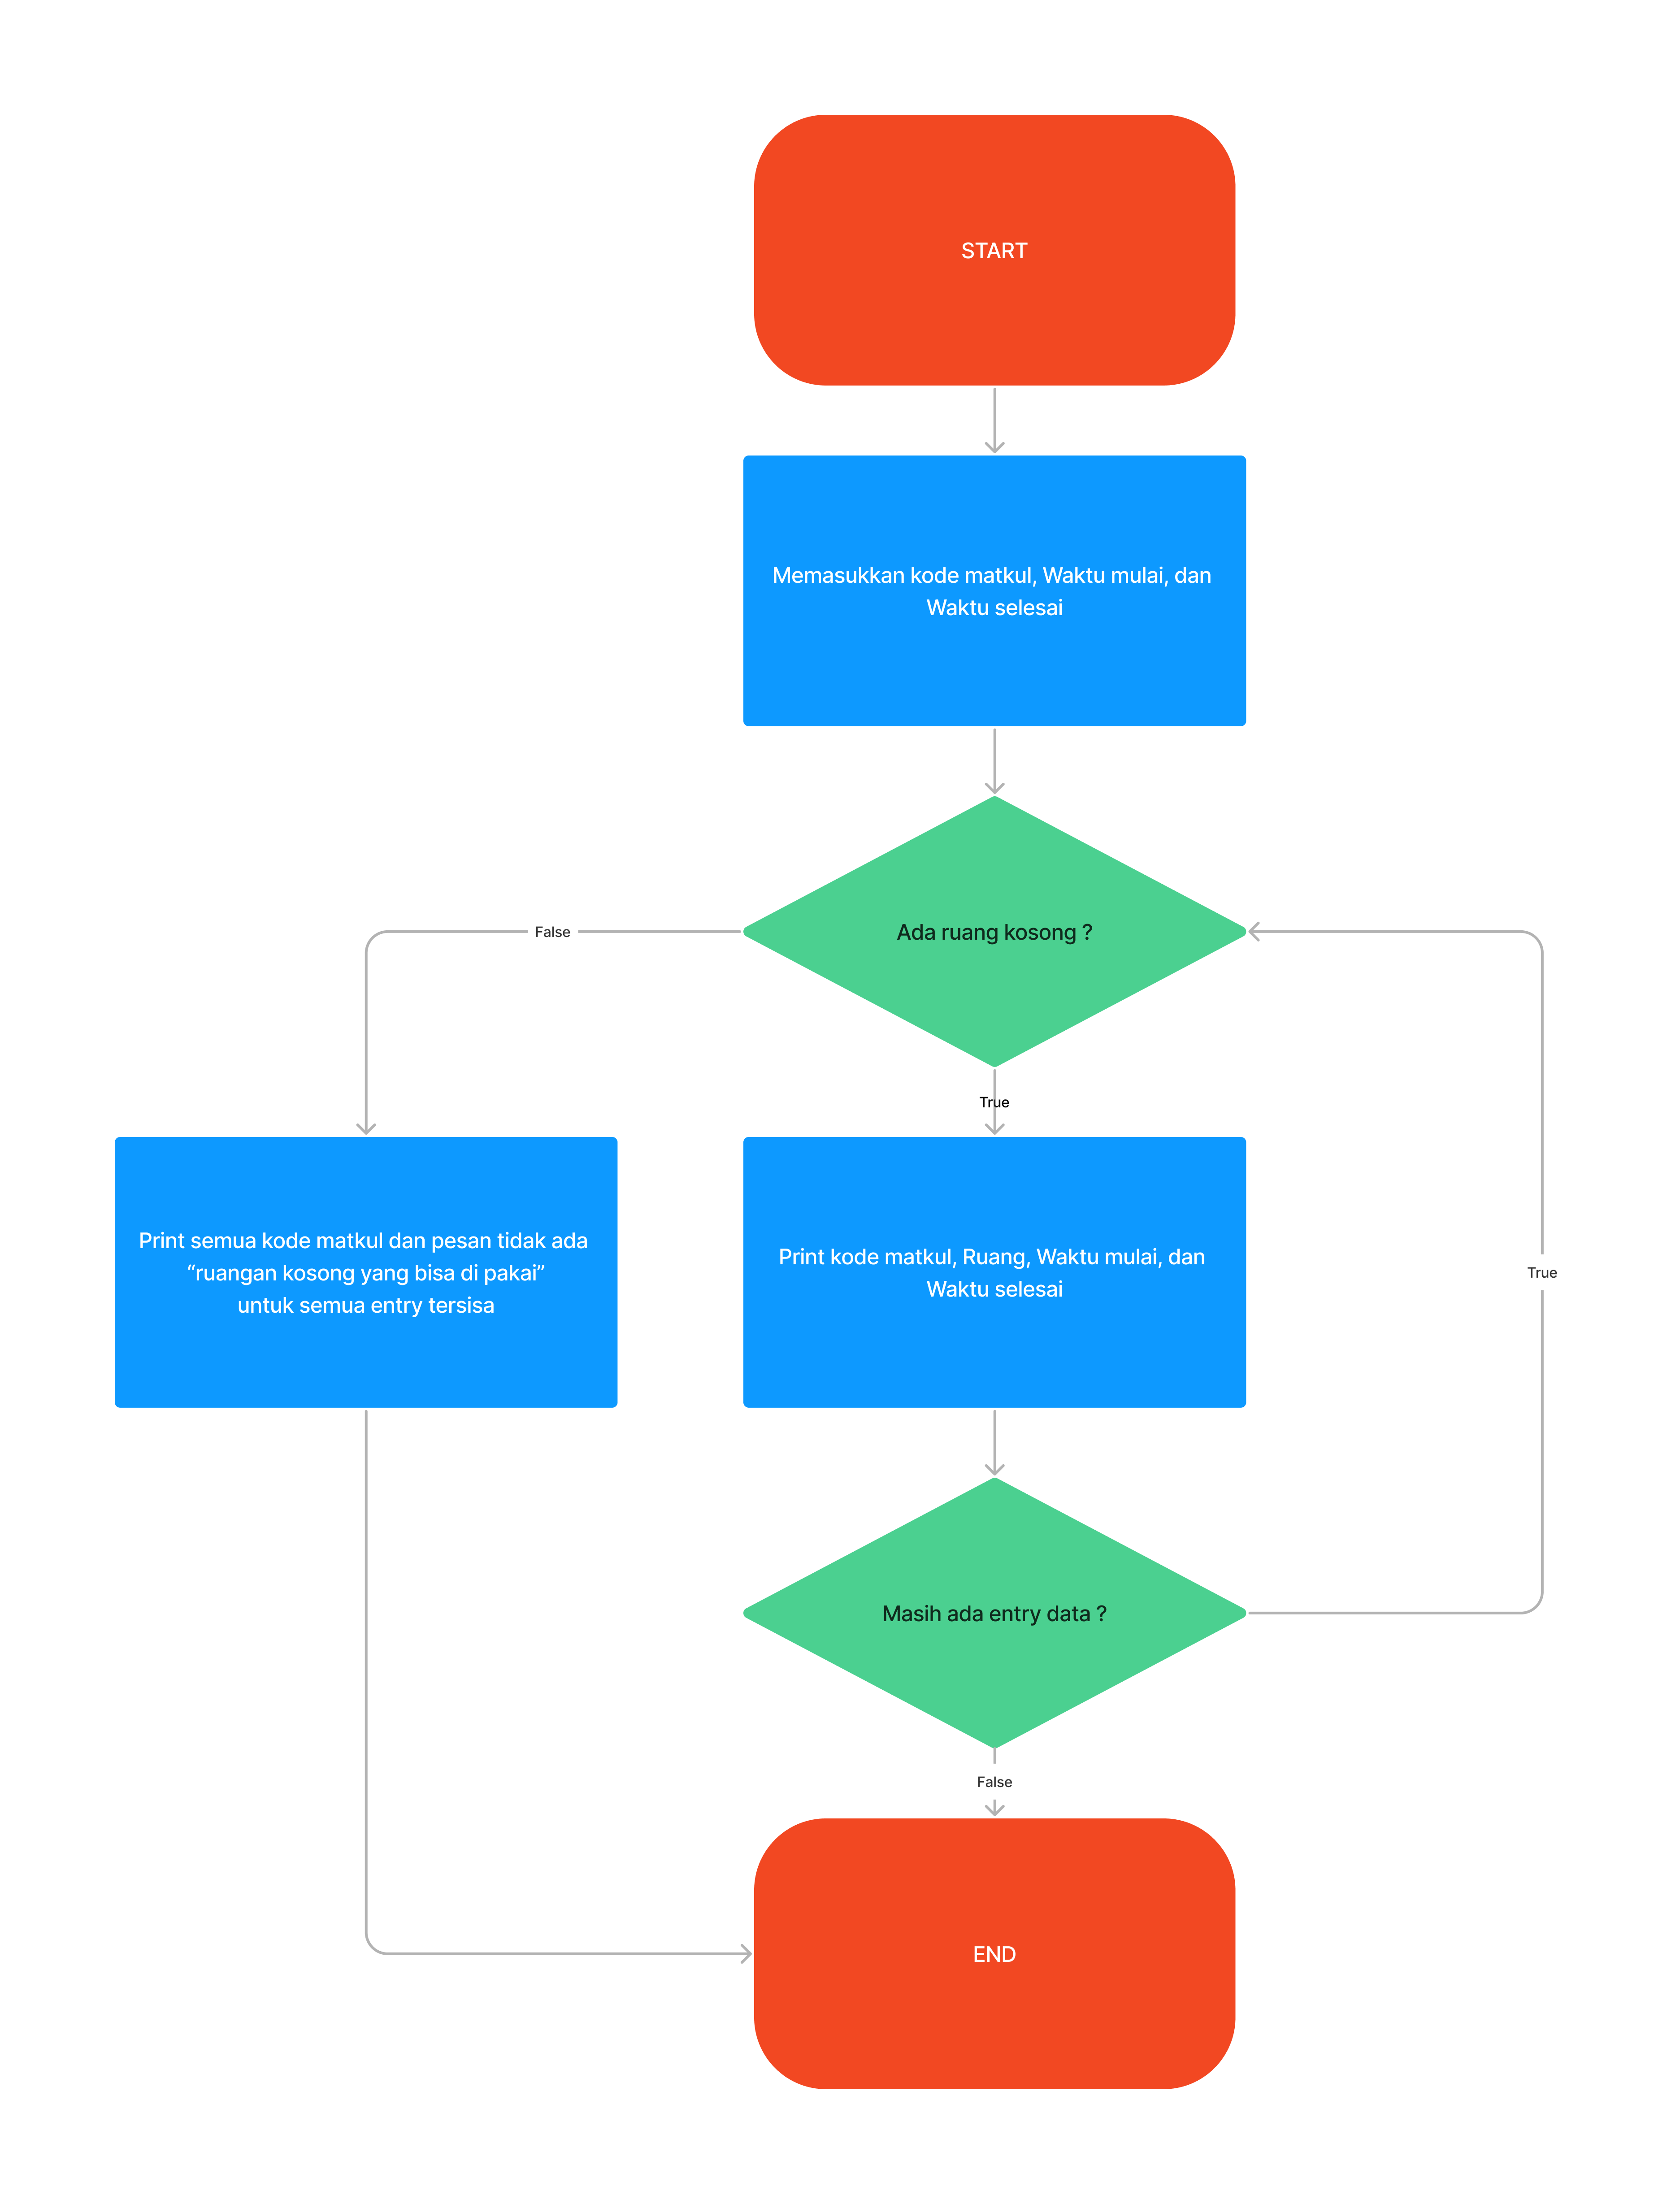 START
Memasukkan kode matkul, Waktu mulai, dan
Waktu selesai
Ada ruang kosong ?
False
True
Print semua kode matkul dan pesan tidak ada
“ruangan kosong yang bisa di pakai”
untuk semua entry tersisa
Print kode matkul, Ruang, Waktu mulai, dan
Waktu selesai
True
Masih ada entry data ?
False
END